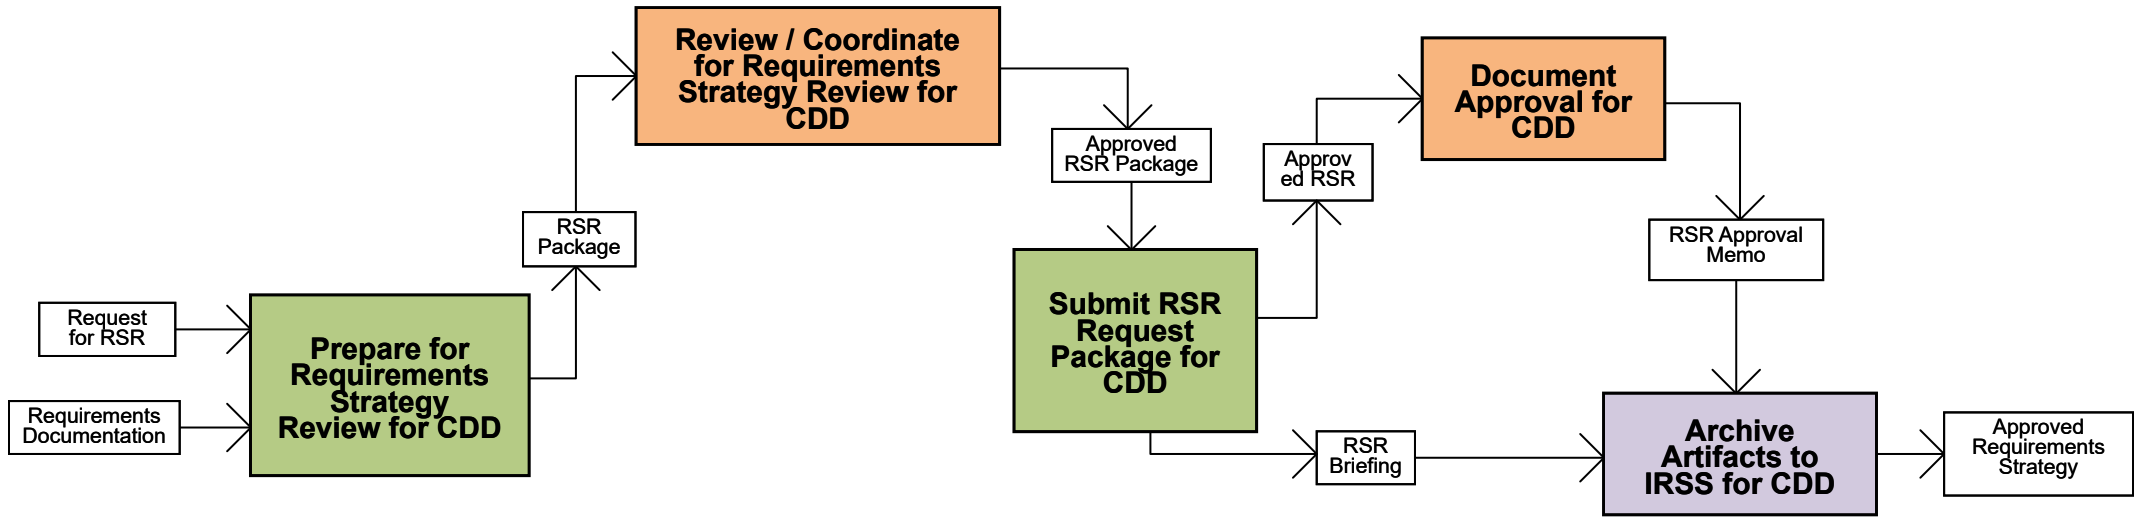 Request
for RSR
Requirements
Documentation
Prepare for
Requirements
Strategy
Review for CDD
RSR
Package
Review / Coordinate
for Requirements
Strategy Review for
CDD
Approved
RSR Package
Submit RSR
Request
Package for
CDD
Approv
ed RSR
RSR
Briefing
Document
Approval for
CDD
RSR Approval
Memo
Archive
Artifacts to
IRSS for CDD
Approved
Requirements
Strategy